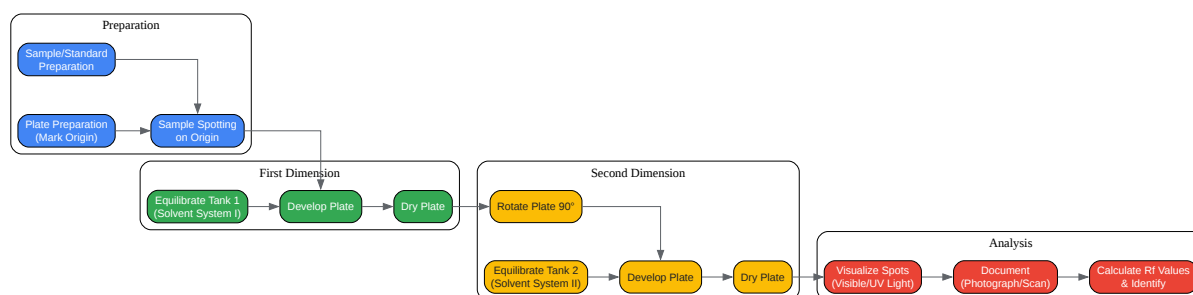 Preparation
Sample/Standard
Preparation
Plate Preparation
(Mark Origin)
Sample Spotting
on Origin
First Dimension
Equilibrate Tank 1
(Solvent System I)
Develop Plate
Dry Plate
Second Dimension
Rotate Plate 90°
Equilibrate Tank 2
(Solvent System II)
Develop Plate
Dry Plate
Analysis
Visualize Spots
(Visible/UV Light)
Document
(Photograph/Scan)
Calculate Rf Values
& Identify